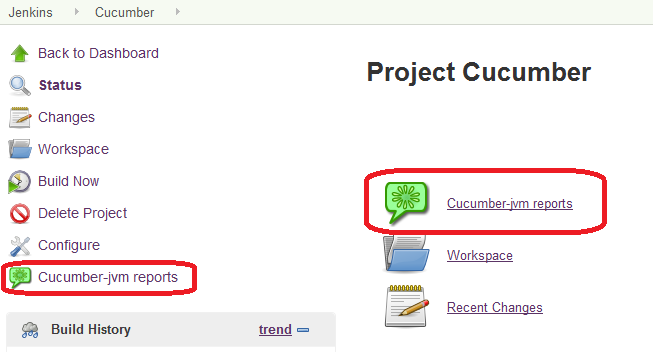 Jenkins Cucumber
Back to Dashboard
Status
Changes
Workspace
Build Now
Delete Project
Configure
Cucumber-jvm reports
Build History trend
Project Cucumber
Cucumber-jvm reports
Workspace
Recent Changes